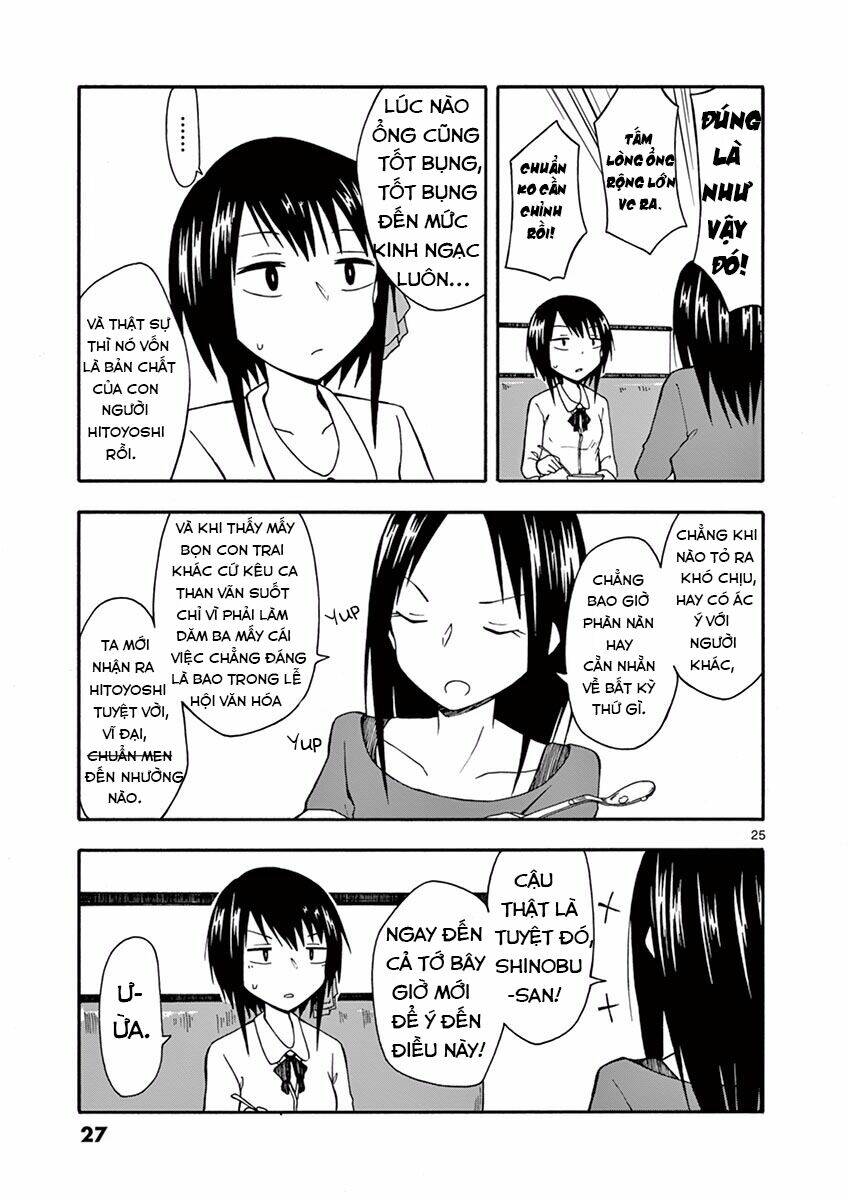 ĐÚNG
LÀ
NHƯ
VẬY
ĐÓ!
TẤM
LÒNG ỔNG
RỘNG LỚN
VC RA.
CHUẨN
KO CẦN
CHỈNH
RỒI!
LÚC NÀO
ỔNG CŨNG
TỐT BỤNG,
TỐT BỤNG
ĐẾN MỨC
KINH NGẠC
LUÔN...
......
VÀ THẬT SỰ
THÌ NÓ VỐN
LÀ BẢN CHẤT
CỦA CON
NGƯỜI
HITOYOSHI
RỒI.
CHẲNG KHI
NÀO TỎ RA
KHÓ CHỊU,
HAY CÓ ÁC
Ý VỚI
NGƯỜI
KHÁC,
CHẲNG
BAO GIỜ
PHÀN NÀN
HAY
CẰN NHẰN
VỀ BẤT KỲ
THỨ GÌ.
YUP
YUP
VÀ KHI THẤY MẤY
BỌN CON TRAI
KHÁC CỨ KÊU CA
THAN VÃN SUỐT
CHỈ VÌ PHẢI LÀM
DĂM BA MẤY CÁI
VIỆC CHẲNG ĐÁNG
LÀ BAO TRONG LỄ
HỘI VĂN HÓA
TA MỚI
NHẬN RA
HITOYOSHI
TUYỆT VỜI,
VĨ ĐẠI,
CHUẨN MEN
ĐẾN NHƯỜNG
NÀO.
25
CẬU
THẬT LÀ
TUYỆT ĐÓ,
SHINOBU
-SAN!
NGAY ĐẾN
CẢ TỚ BÂY
GIỜ MỚI
ĐỂ Ý ĐẾN
ĐIỀU NÀY!
Ư-
ỪA.
27